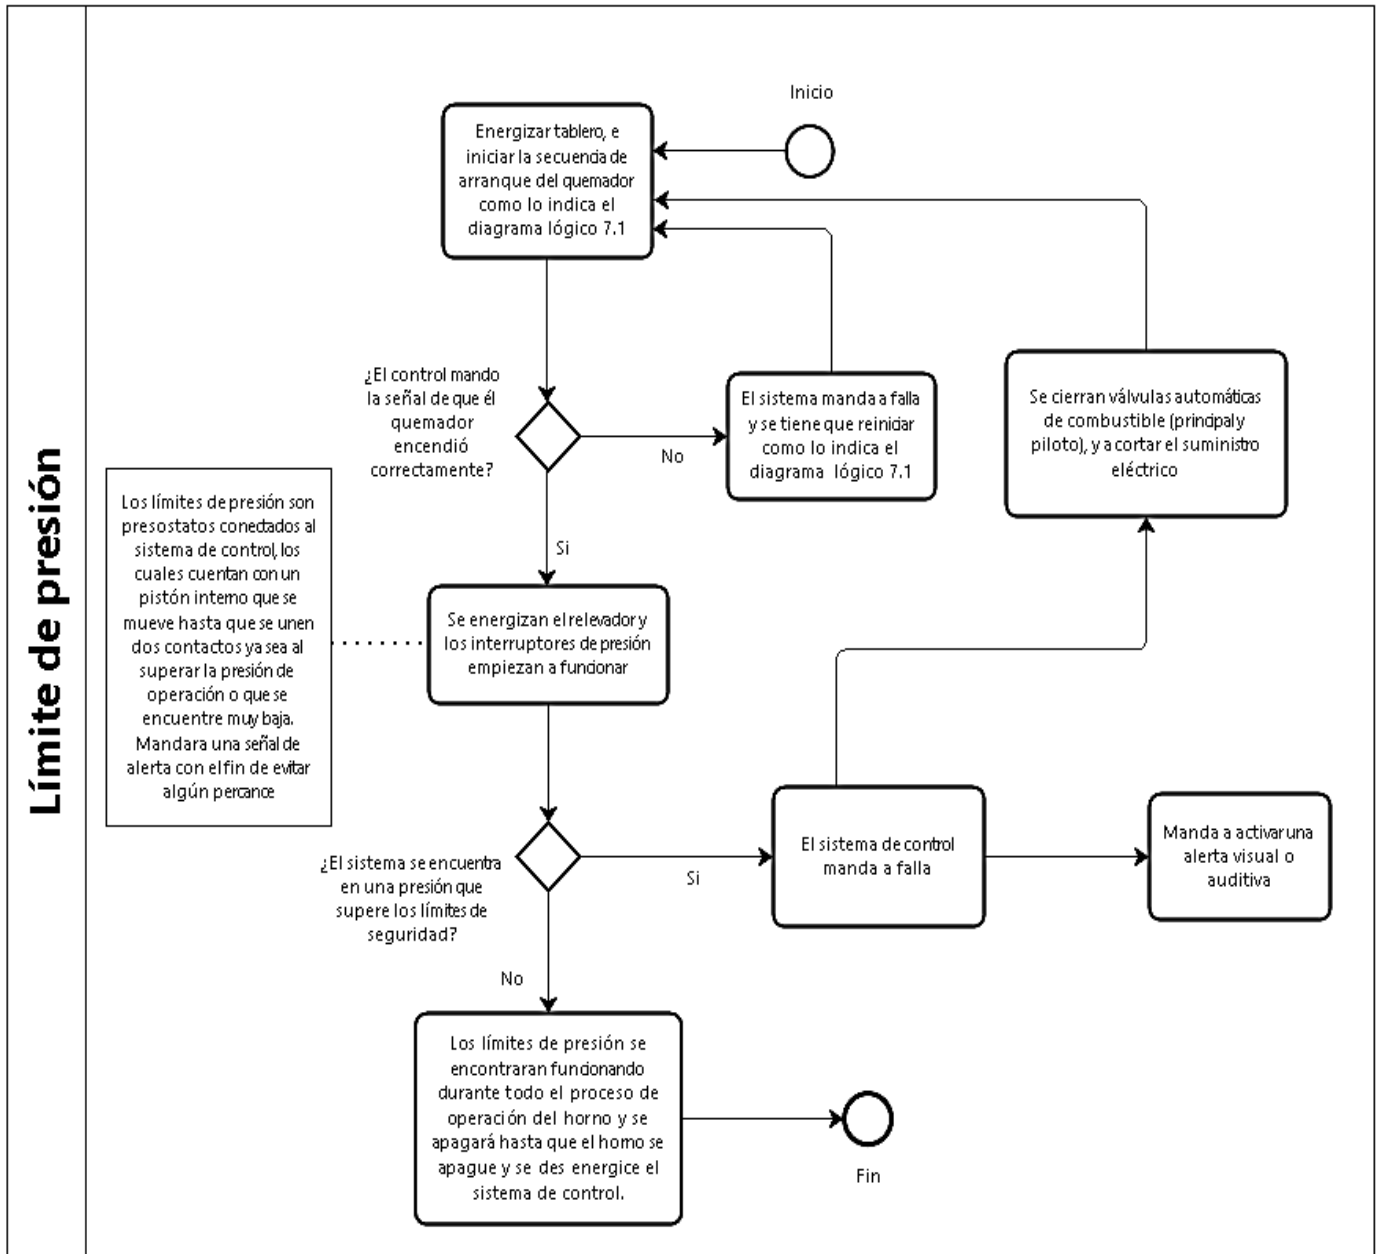 Límite de presión
Inicio
Energizar tablero, e
iniciar la secuencia de
arranque del quemador
como lo indica el
diagrama lógico 7.1
¿El control mando
la señal de que él
quemador
encendió
correctamente?
No
El sistema manda a falla
y se tiene que reiniciar
como lo indica el
diagrama lógico 7.1
Se cierran válvulas automáticas
de combustible (principal y
piloto), y a cortar el suministro
eléctrico
Si
Los límites de presión son
presostatos conectados al
sistema de control, los
cuales cuentan con un
pistón interno que se
mueve hasta que se unen
dos contactos ya sea al
superar la presión de
operación o que se
encuentre muy baja.
Mandara una señal de
alerta con el fin de evitar
algún percance
Se energizan el relevador y
los interruptores de presión
empiezan a funcionar
¿El sistema se encuentra
en una presión que
supere los límites de
seguridad?
Si
El sistema de control
manda a falla
Manda a activar una
alerta visual o
auditiva
No
Los límites de presión se
encontraran funcionando
durante todo el proceso de
operación del horno y se
apagará hasta que el horno se
apague y se des energice el
sistema de control.
Fin